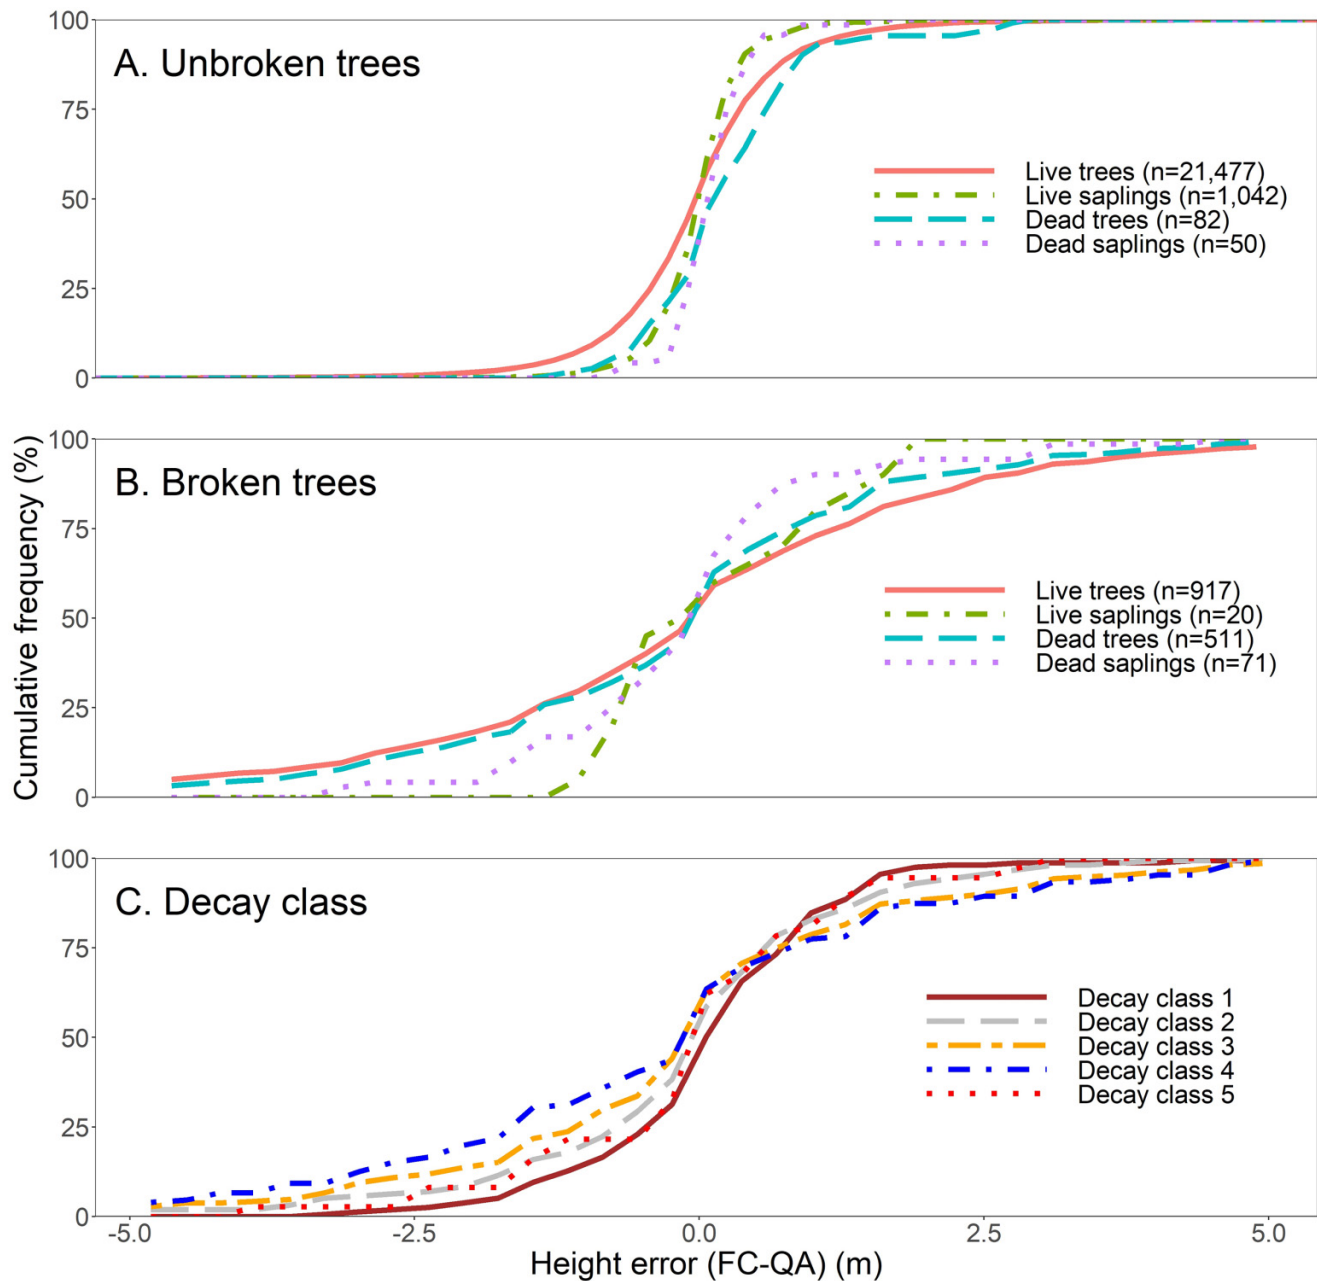 A. Unbroken trees
100
75
50
25
0
Live trees (n=21,477)
Live saplings (n=1,042)
Dead trees (n=82)
Dead saplings (n=50)
Cumulative frequency (%)
B. Broken trees
100
75
50
25
0
Live trees (n=917)
Live saplings (n=20)
Dead trees (n=511)
Dead saplings (n=71)
C. Decay class
100
75
50
25
0
Decay class 1
Decay class 2
Decay class 3
Decay class 4
Decay class 5
-5.0 -2.5 0.0 2.5 5.0
Height error (FC-QA) (m)